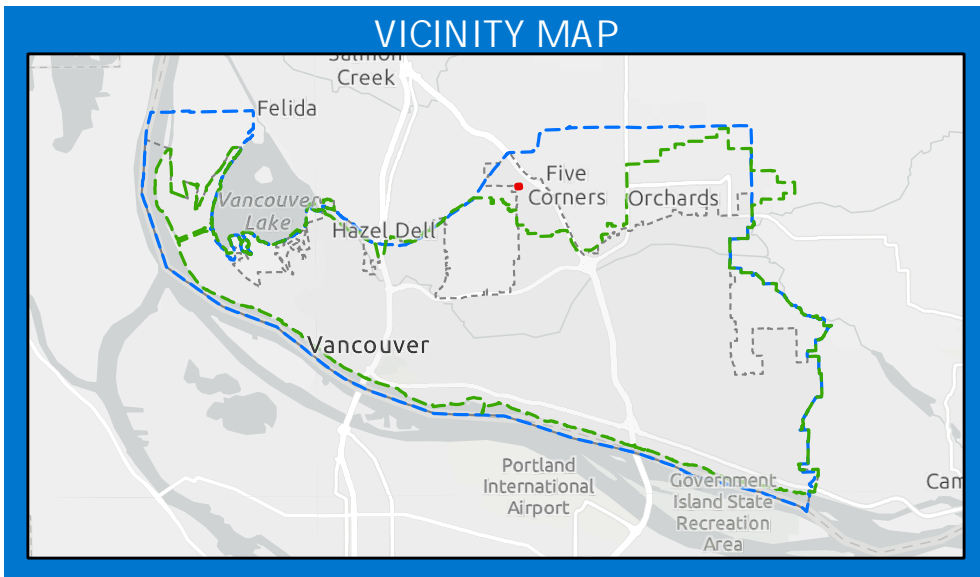 VICINITY MAP
Salmon
Creek
Felida
Five
Corners
Orchards
Vancouver
Lake
Hazel Dell
Vancouver
Portland
International
Airport
Government
Island State
Recreation
Area
Cam